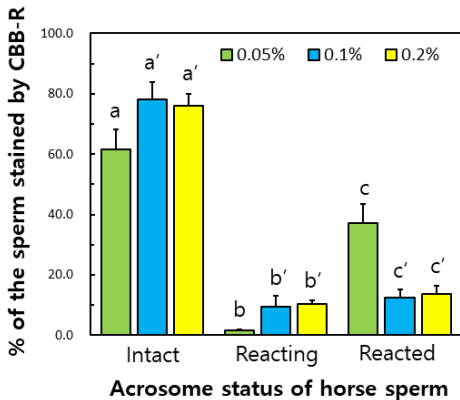 % of the sperm stained by CBB-R
100.0
80.0
60.0
40.0
20.0
0.0
0.05% 0.1% 0.2%
a a′ a′
b b′ b′
c c′ c′
Intact Reacting Reacted
Acrosome status of horse sperm